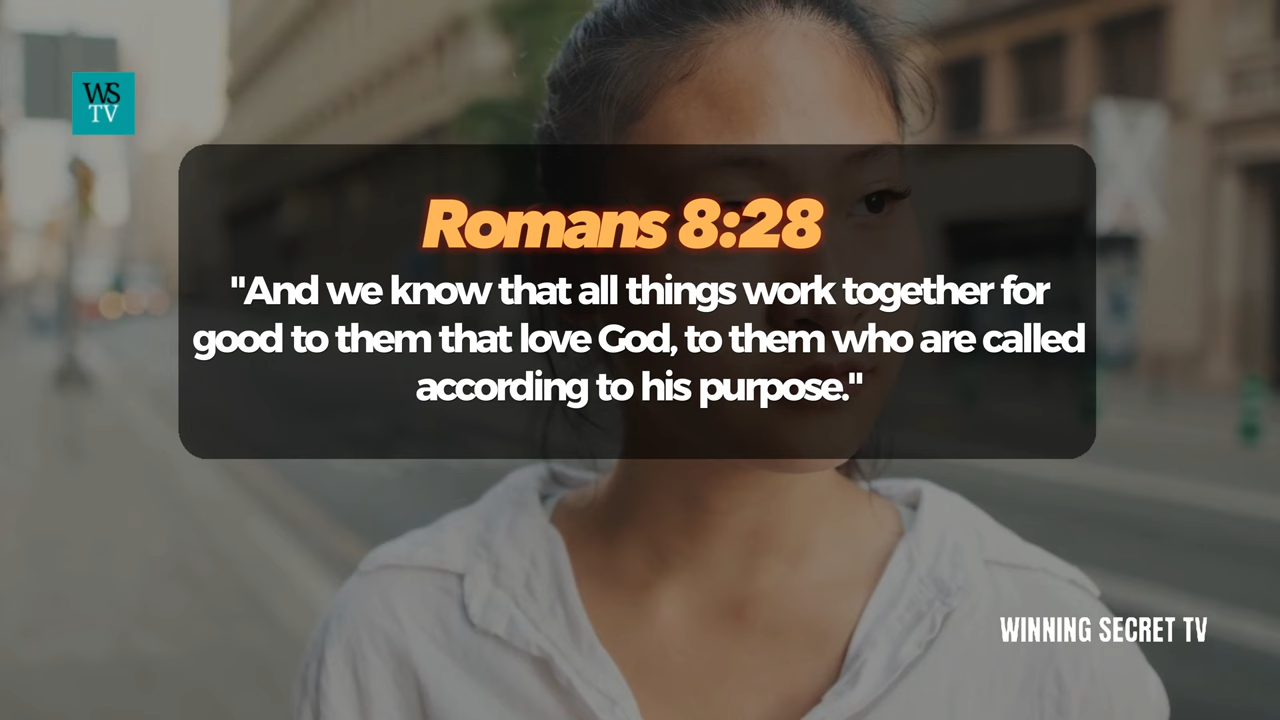 WS
TV
Romans 8:28
"And we know that all things work together for
good to them that love God, to them who are called
according to his purpose."
WINNING SECRET TV